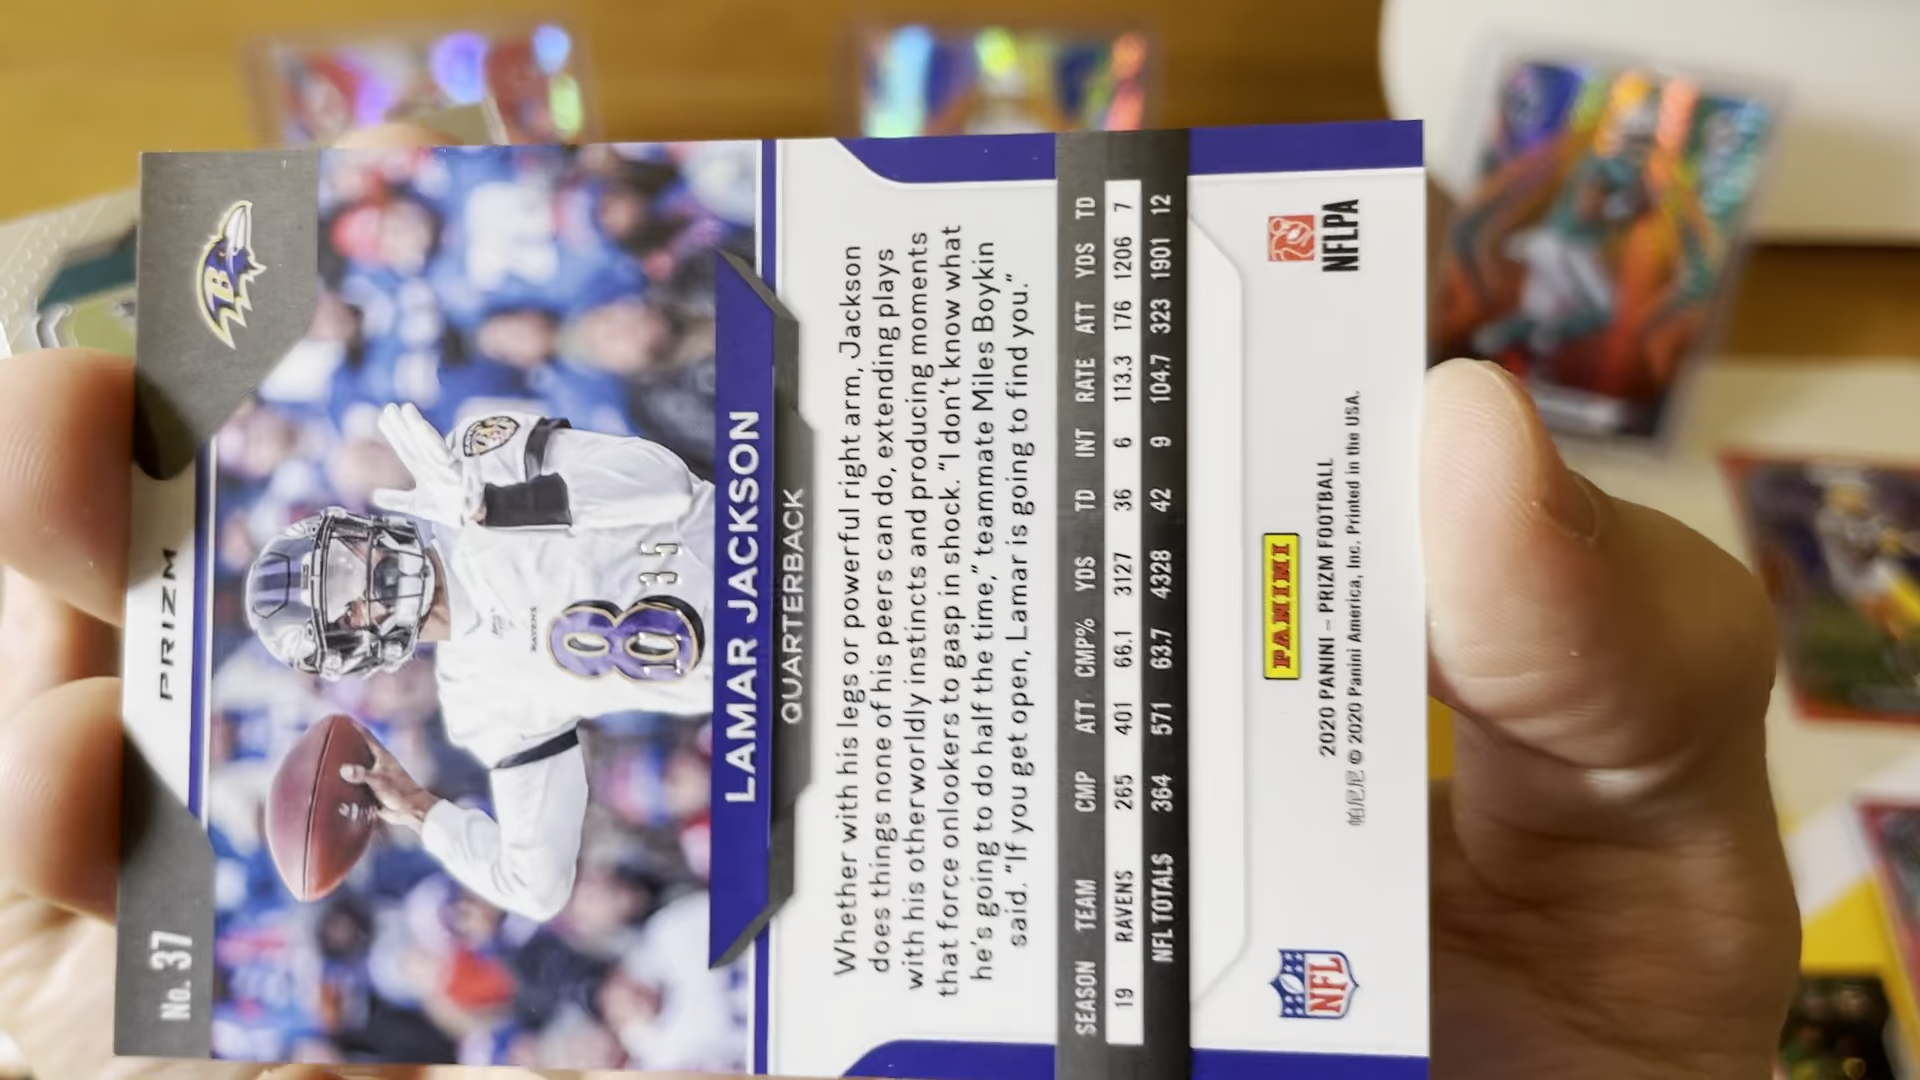 No. 37
PRIZM
B
8
10 35
LAMAR JACKSON
QUARTERBACK
Whether with his legs or powerful right arm, Jackson
does things none of his peers can do, extending plays
with his otherworldly instincts and producing moments
that force onlookers to gasp in shock. “I don’t know what
he’s going to do half the time,” teammate Miles Boykin
said. “If you get open, Lamar is going to find you.”
SEASON TEAM CMP ATT CMP% YDS TD INT RATE ATT YDS TD
19 RAVENS 265 401 66.1 3127 36 6 113.3 176 1206 7
NFL TOTALS 364 571 63.7 4328 42 9 104.7 323 1901 12
NFL
PANINI
NFLPA
2020 PANINI – PRIZM FOOTBALL
帕尼尼 © 2020 Panini America, Inc. Printed in the USA.